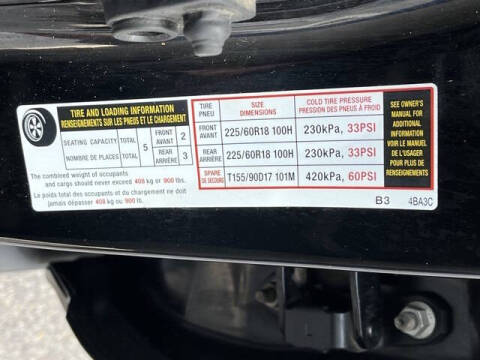 TIRE AND LOADING INFORMATION
RENSEIGNEMENTS SUR LES PNEUS ET LE CHARGEMENT
SEATING CAPACITY TOTAL
NOMBRE DE PLACES TOTAL
5
FRONT AVANT 2
REAR ARRIÈRE 3
The combined weight of occupants
and cargo should never exceed 408 kg or 900 lbs.
Le poids total des occupants et du chargement ne doit
jamais dépasser 408 kg ou 900 lb.
TIRE PNEU
SIZE DIMENSIONS
COLD TIRE PRESSURE
PRESSION DES PNEUS À FROID
FRONT AVANT 225/60R18 100H 230kPa, 33PSI
REAR ARRIÈRE 225/60R18 100H 230kPa, 33PSI
SPARE DE SECOURS T155/90D17 101M 420kPa, 60PSI
SEE OWNER'S
MANUAL FOR
ADDITIONAL
INFORMATION
VOIR LE MANUEL
DE L'USAGER
POUR PLUS DE
RENSEIGNEMENTS
B3 4BA3C